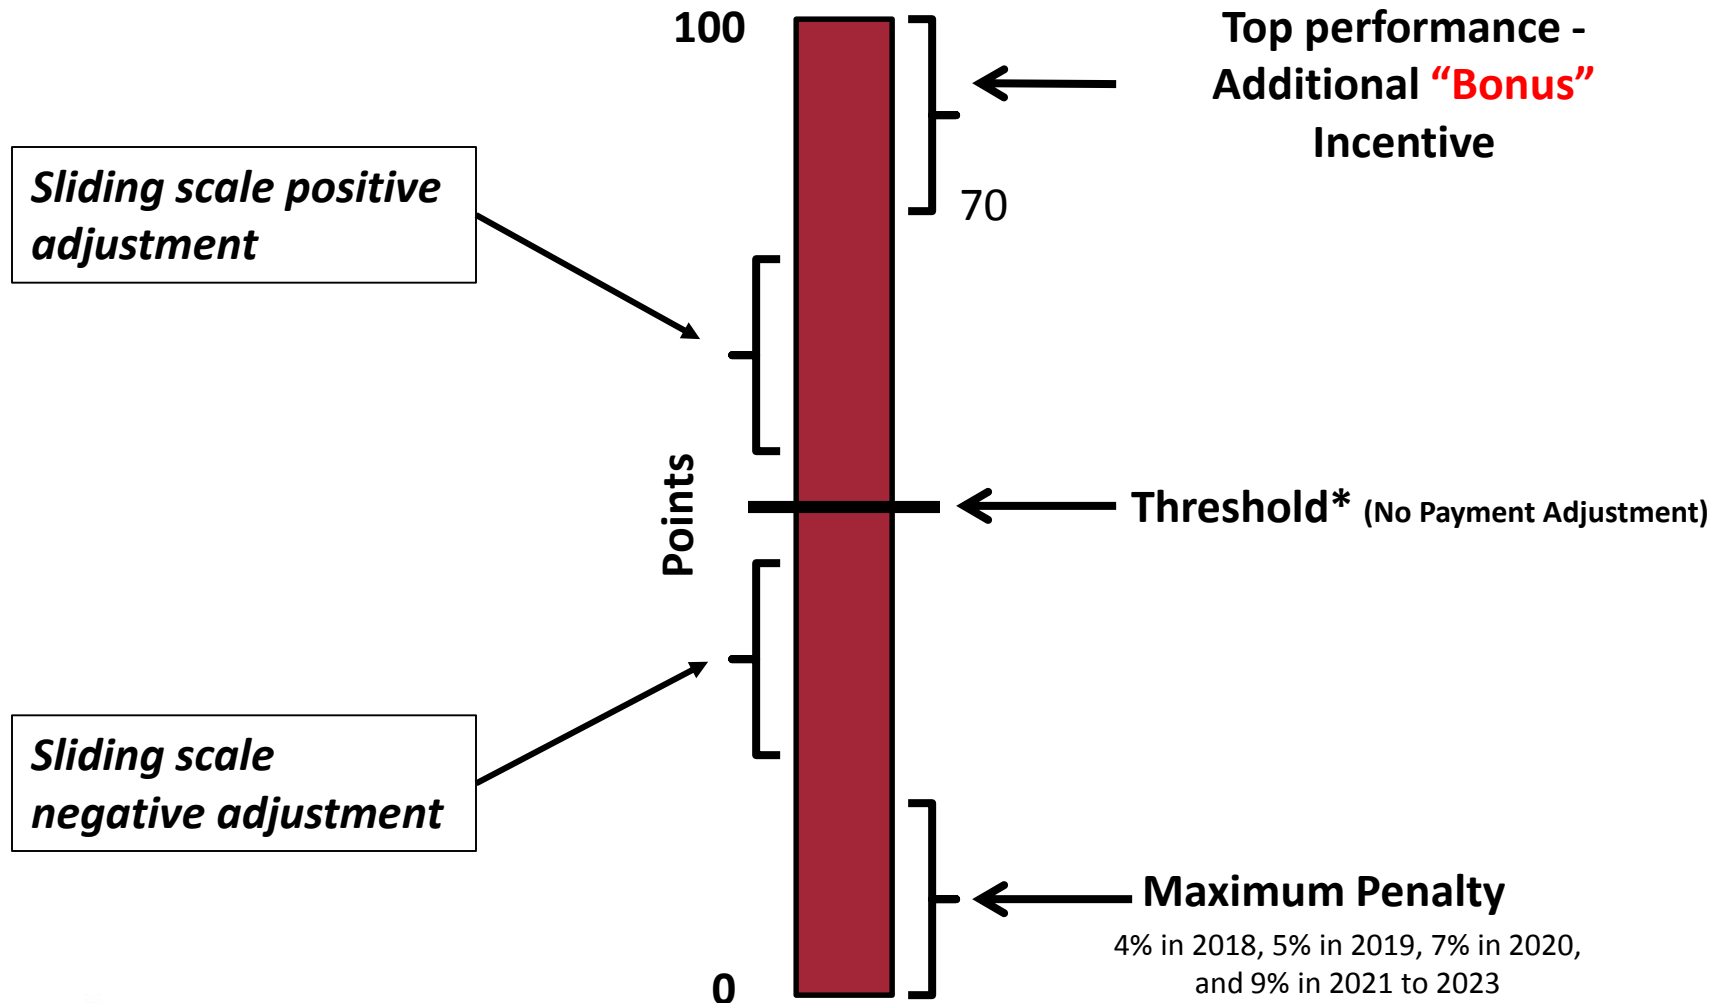 100
Top performance -
Additional “Bonus”
Incentive
Sliding scale positive
adjustment
70
Points
Threshold* (No Payment Adjustment)
Sliding scale
negative adjustment
Maximum Penalty
4% in 2018, 5% in 2019, 7% in 2020,
and 9% in 2021 to 2023
0